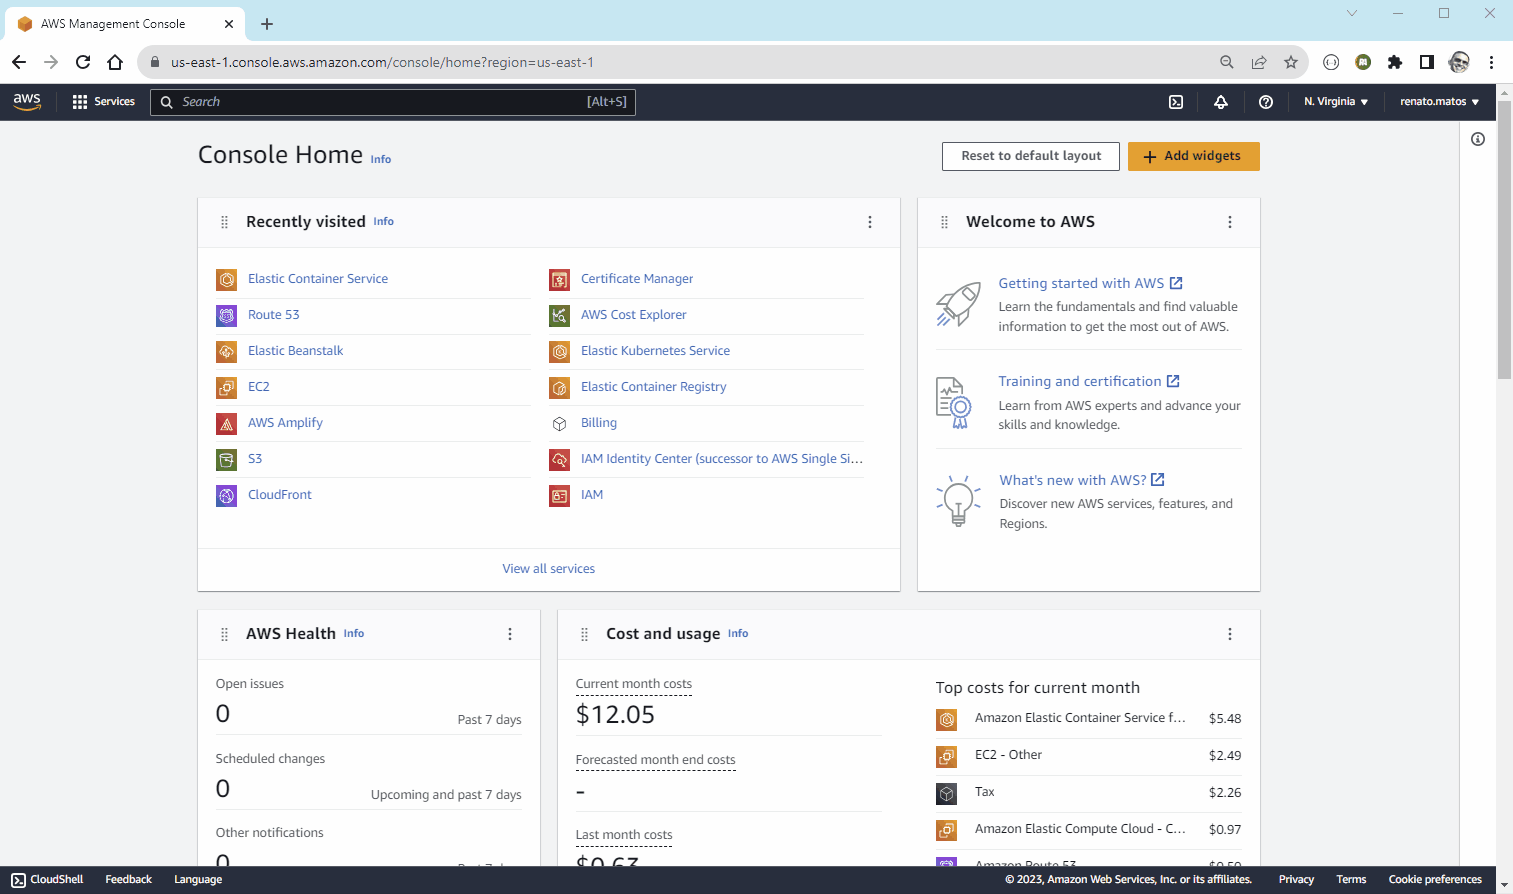 AWS Management Console
us-east-1.console.aws.amazon.com/console/home?region=us-east-1
aws
Services
Search
[Alt+S]
N. Virginia
renato.matos
Console Home Info
Reset to default layout
Add widgets
Recently visited Info
Elastic Container Service
Route 53
Elastic Beanstalk
EC2
AWS Amplify
S3
CloudFront
Certificate Manager
AWS Cost Explorer
Elastic Kubernetes Service
Elastic Container Registry
Billing
IAM Identity Center (successor to AWS Single Si...
IAM
View all services
Welcome to AWS
Getting started with AWS
Learn the fundamentals and find valuable
information to get the most out of AWS.
Training and certification
Learn from AWS experts and advance your
skills and knowledge.
What's new with AWS?
Discover new AWS services, features, and
Regions.
AWS Health Info
Open issues
0
Past 7 days
Scheduled changes
0
Upcoming and past 7 days
Other notifications
0
Cost and usage Info
Current month costs
$12.05
Forecasted month end costs
-
Last month costs
$0.63
Top costs for current month
Amazon Elastic Container Service f... $5.48
EC2 - Other $2.49
Tax $2.26
Amazon Elastic Compute Cloud - C... $0.97
Amazon Route 53 $0.50
CloudShell
Feedback
Language
© 2023, Amazon Web Services, Inc. or its affiliates.
Privacy
Terms
Cookie preferences